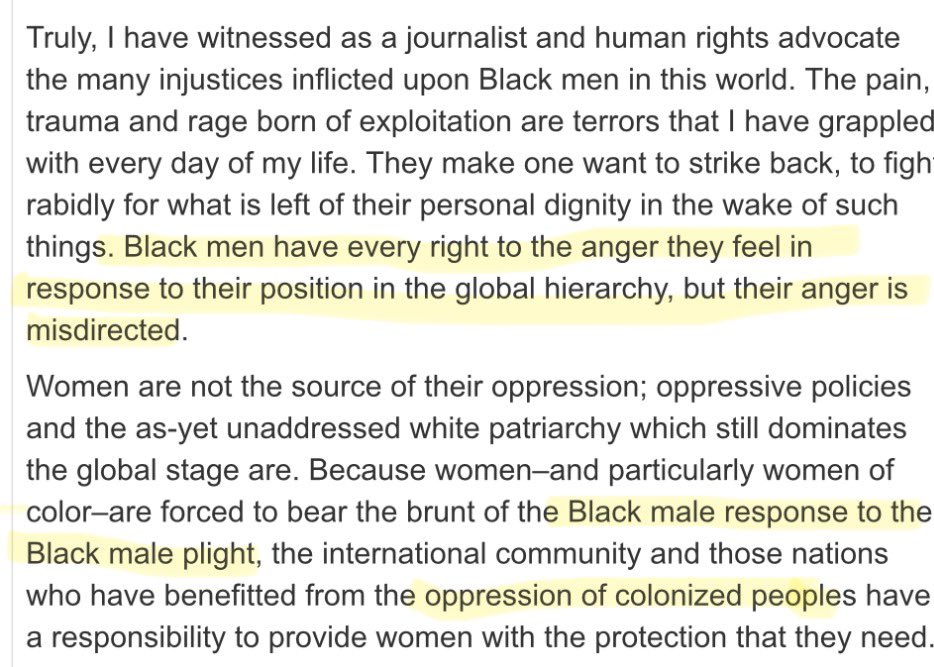 Truly, I have witnessed as a journalist and human rights advocate
the many injustices inflicted upon Black men in this world. The pain,
trauma and rage born of exploitation are terrors that I have grappled
with every day of my life. They make one want to strike back, to figh
rabidly for what is left of their personal dignity in the wake of such
things. Black men have every right to the anger they feel in
response to their position in the global hierarchy, but their anger is
misdirected.
Women are not the source of their oppression; oppressive policies
and the as-yet unaddressed white patriarchy which still dominates
the global stage are. Because women–and particularly women of
color–are forced to bear the brunt of the Black male response to the
Black male plight, the international community and those nations
who have benefitted from the oppression of colonized peoples have
a responsibility to provide women with the protection that they need.